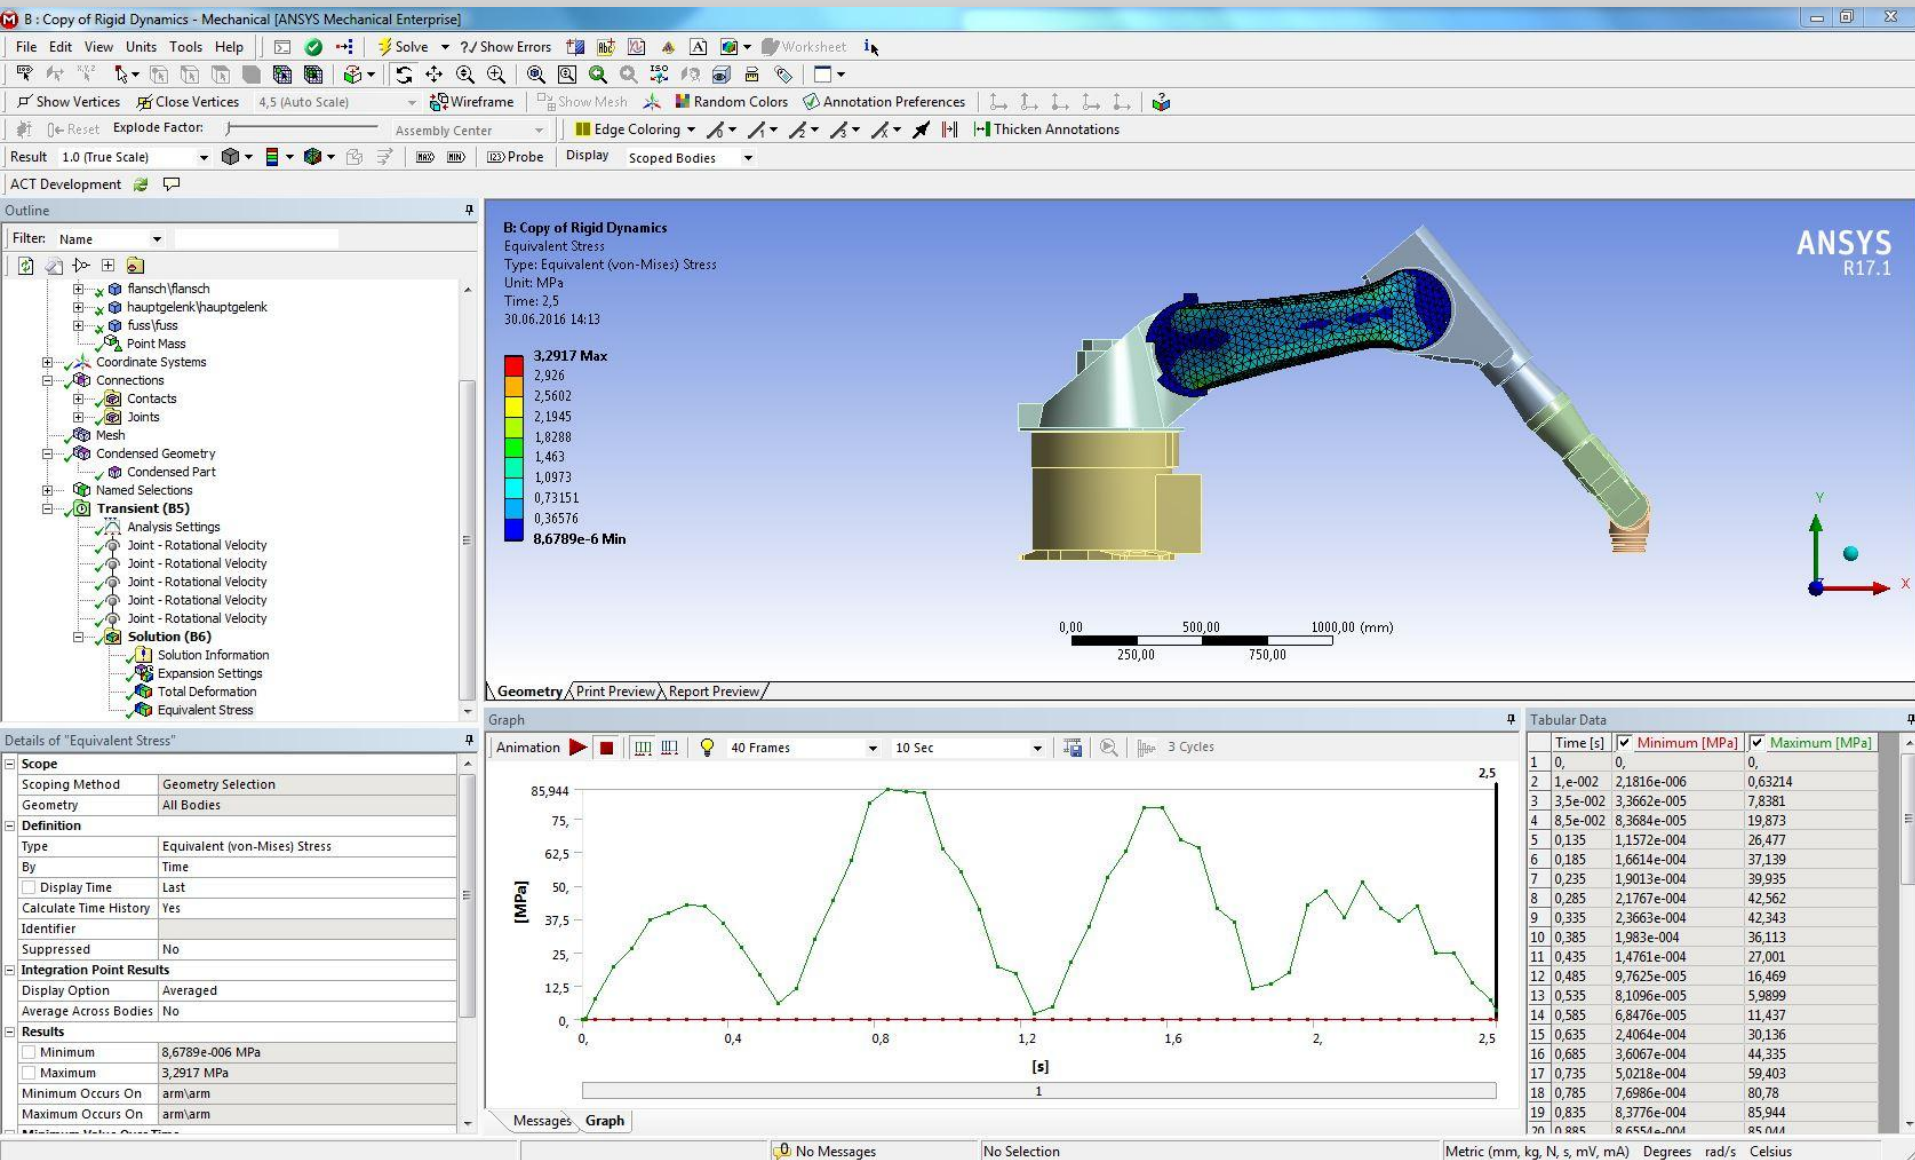 B : Copy of Rigid Dynamics - Mechanical [ANSYS Mechanical Enterprise]
File Edit View Units Tools Help Solve ?/ Show Errors Worksheet
Show Vertices Close Vertices 4,5 (Auto Scale) Wireframe Show Mesh Random Colors Annotation Preferences
Reset Explode Factor: Assembly Center Edge Coloring Thicken Annotations
Result 1.0 (True Scale) MAX MIN Probe Display Scoped Bodies
ACT Development
Outline
Filter: Name
flansch\flansch
hauptgelenk\hauptgelenk
fuss\fuss
Point Mass
Coordinate Systems
Connections
Contacts
Joints
Mesh
Condensed Geometry
Condensed Part
Named Selections
Transient (B5)
Analysis Settings
Joint - Rotational Velocity
Joint - Rotational Velocity
Joint - Rotational Velocity
Joint - Rotational Velocity
Joint - Rotational Velocity
Solution (B6)
Solution Information
Expansion Settings
Total Deformation
Equivalent Stress
Details of "Equivalent Stress"
Scope
Scoping Method Geometry Selection
Geometry All Bodies
Definition
Type Equivalent (von-Mises) Stress
By Time
Display Time Last
Calculate Time History Yes
Identifier
Suppressed No
Integration Point Results
Display Option Averaged
Average Across Bodies No
Results
Minimum 8,6789e-006 MPa
Maximum 3,2917 MPa
Minimum Occurs On arm\arm
Maximum Occurs On arm\arm
Minimum Value Over Time
B: Copy of Rigid Dynamics
Equivalent Stress
Type: Equivalent (von-Mises) Stress
Unit: MPa
Time: 2,5
30.06.2016 14:13
3,2917 Max
2,926
2,5602
2,1945
1,8288
1,463
1,0973
0,73151
0,36576
8,6789e-6 Min
ANSYS
R17.1
Y
X
0,00 500,00 1000,00 (mm)
250,00 750,00
Geometry Print Preview Report Preview
Graph
Animation 40 Frames 10 Sec 3 Cycles
2,5
85,944
75,
62,5
50,
37,5
25,
12,5
0,
[MPa]
0, 0,4 0,8 1,2 1,6 2, 2,5
[s]
1
Messages Graph
Tabular Data
Time [s] Minimum [MPa] Maximum [MPa]
1 0, 0, 0,
2 1,e-002 2,1816e-006 0,63214
3 3,5e-002 3,3662e-005 7,8381
4 8,5e-002 8,3684e-005 19,873
5 0,135 1,1572e-004 26,477
6 0,185 1,6614e-004 37,139
7 0,235 1,9013e-004 39,935
8 0,285 2,1767e-004 42,562
9 0,335 2,3663e-004 42,343
10 0,385 1,983e-004 36,113
11 0,435 1,4761e-004 27,001
12 0,485 9,7625e-005 16,469
13 0,535 8,1096e-005 5,9899
14 0,585 6,8476e-005 11,437
15 0,635 2,4064e-004 30,136
16 0,685 3,6067e-004 44,335
17 0,735 5,0218e-004 59,403
18 0,785 7,6986e-004 80,78
19 0,835 8,3776e-004 85,944
20 0,885 8,6554e-004 85,044
No Messages No Selection Metric (mm, kg, N, s, mV, mA) Degrees rad/s Celsius